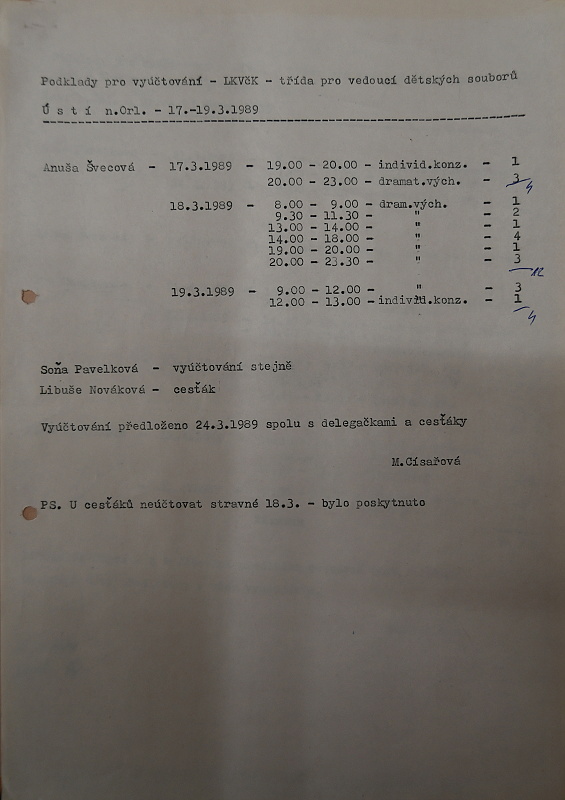 Podklady pro vyúčtování - LKVčK - třída pro vedoucí dětských souborů
Ú s t í n.Orl. - 17.-19.3.1989
Anuša Švecová - 17.3.1989 - 19.00 - 20.00 - individ.konz. - 1
20.00 - 23.00 - dramat.vých. - 3
4
18.3.1989 - 8.00 - 9.00 - dram.vých. - 1
9.30 - 11.30 - " - 2
13.00 - 14.00 - " - 1
14.00 - 18.00 - " - 4
19.00 - 20.00 - " - 1
20.00 - 23.30 - " - 3
12
19.3.1989 - 9.00 - 12.00 - " - 3
12.00 - 13.00 - individ.konz. - 1
4
Soňa Pavelková - vyúčtování stejně
Libuše Nováková - cesťák
Vyúčtování předloženo 24.3.1989 spolu s delegačkami a cesťáky
M.Císařová
PS. U cesťáků neúčtovat stravné 18.3. - bylo poskytnuto